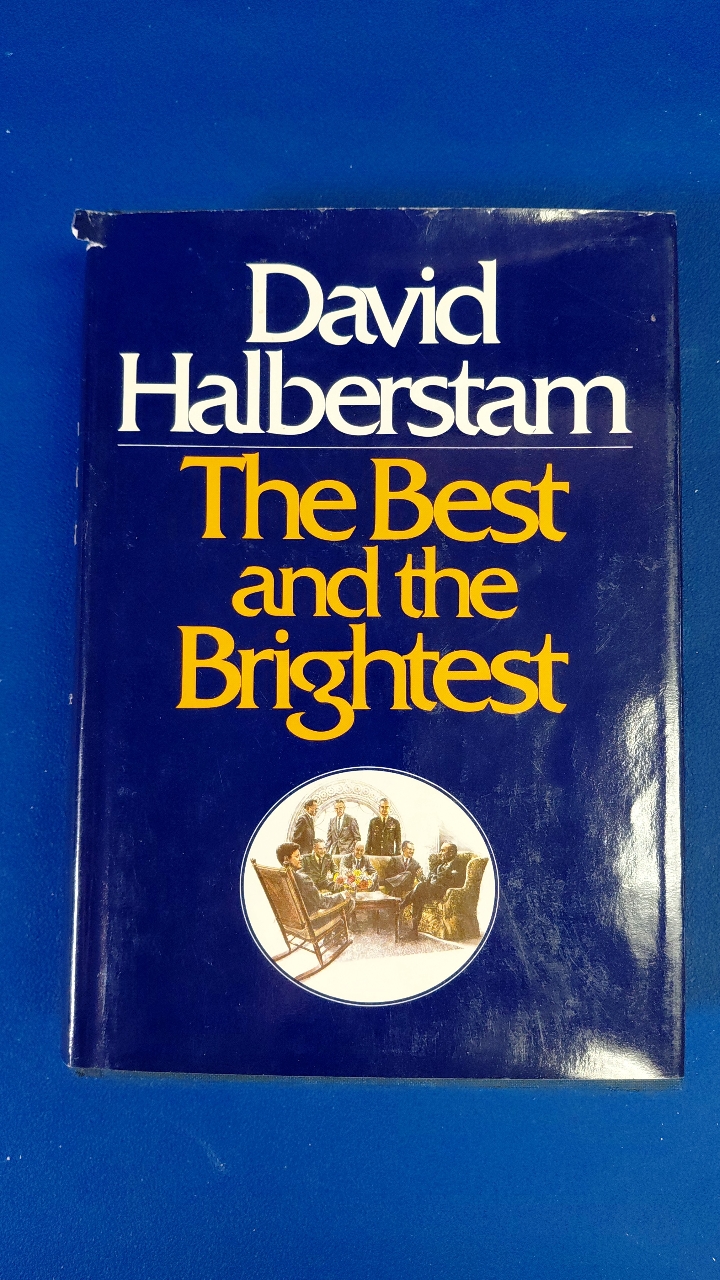 David
Halberstam
The Best
and the
Brightest